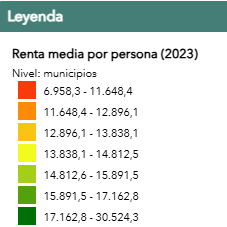 Leyenda
Renta media por persona (2023)
Nivel: municipios
6.958,3 - 11.648,4
11.648,4 - 12.896,1
12.896,1 - 13.838,1
13.838,1 - 14.812,5
14.812,6 - 15.891,5
15.891,5 - 17.162,8
17.162,8 - 30.524,3